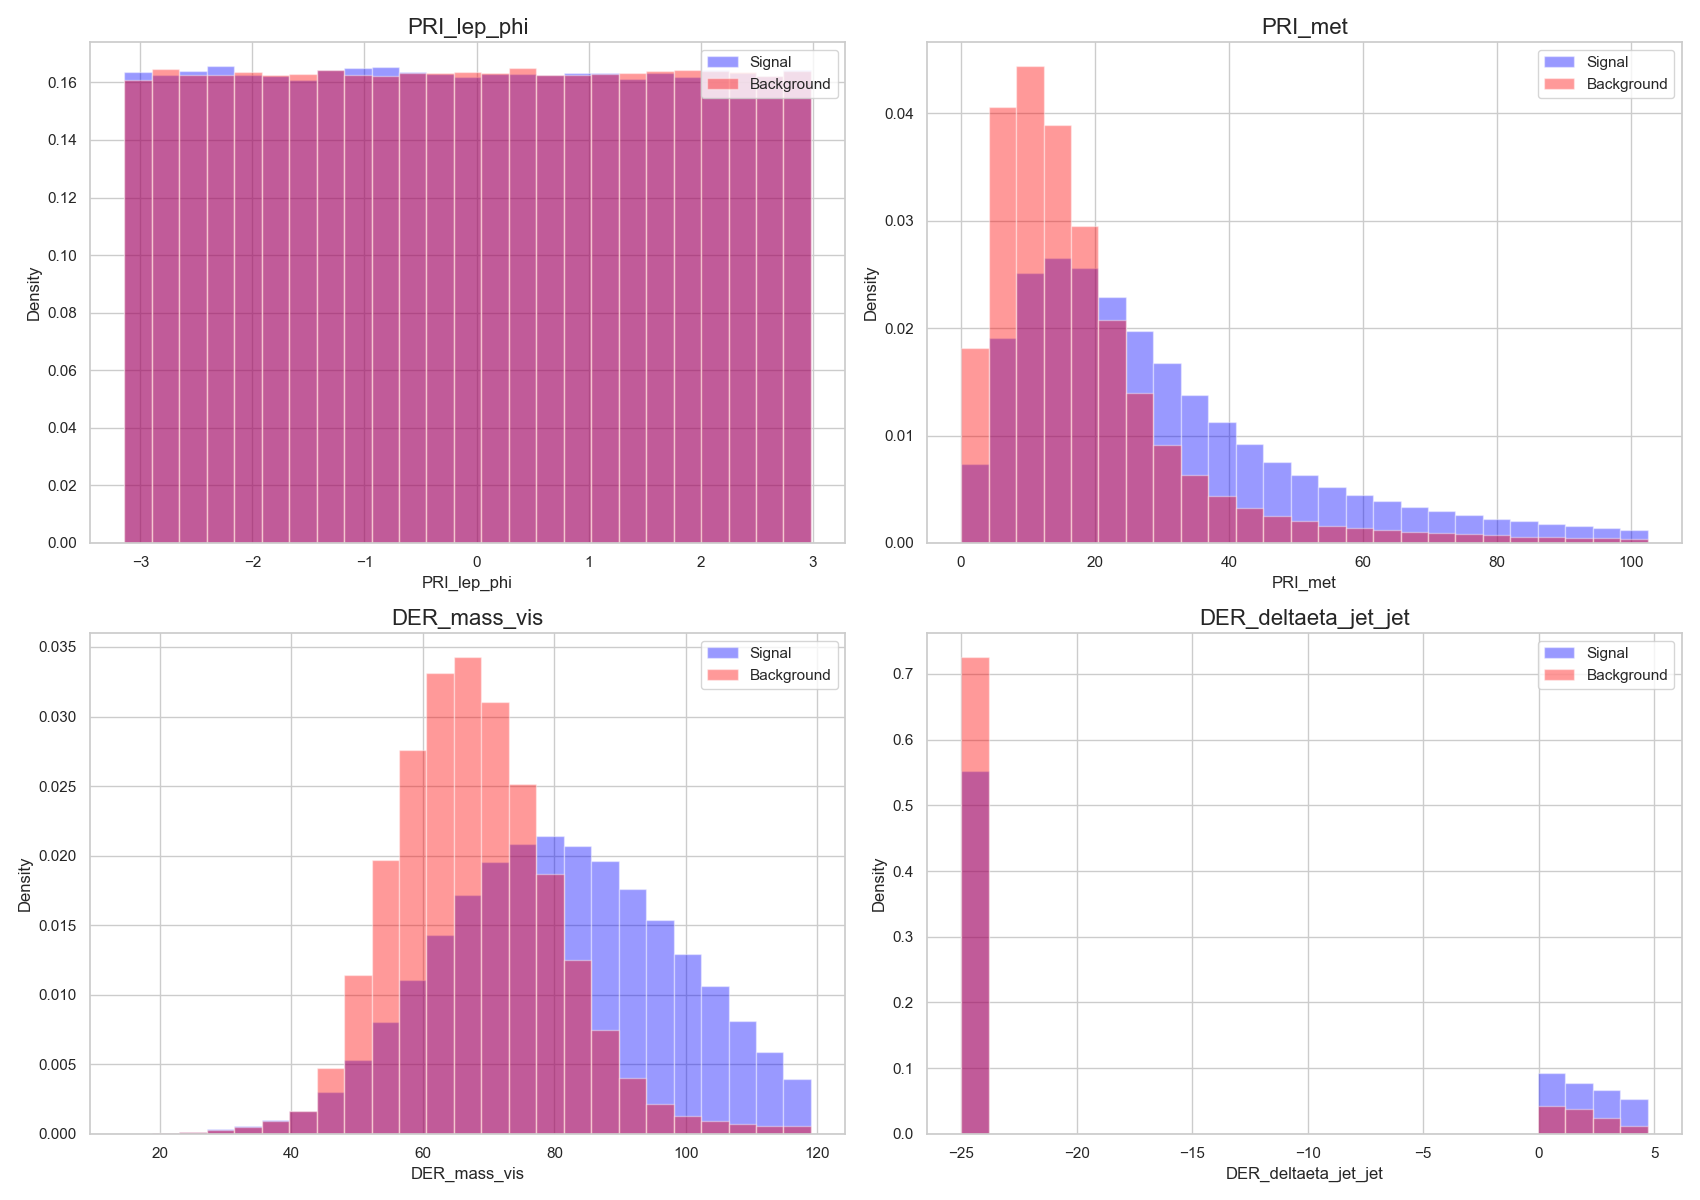 PRI_lep_phi
Signal
Background
Density
0.16
0.14
0.12
0.10
0.08
0.06
0.04
0.02
0.00
−3
−2
−1
0
1
2
3
PRI_lep_phi
PRI_met
Signal
Background
Density
0.04
0.03
0.02
0.01
0.00
0
20
40
60
80
100
PRI_met
DER_mass_vis
Signal
Background
Density
0.035
0.030
0.025
0.020
0.015
0.010
0.005
0.000
20
40
60
80
100
120
DER_mass_vis
DER_deltaeta_jet_jet
Signal
Background
Density
0.7
0.6
0.5
0.4
0.3
0.2
0.1
0.0
−25
−20
−15
−10
−5
0
5
DER_deltaeta_jet_jet